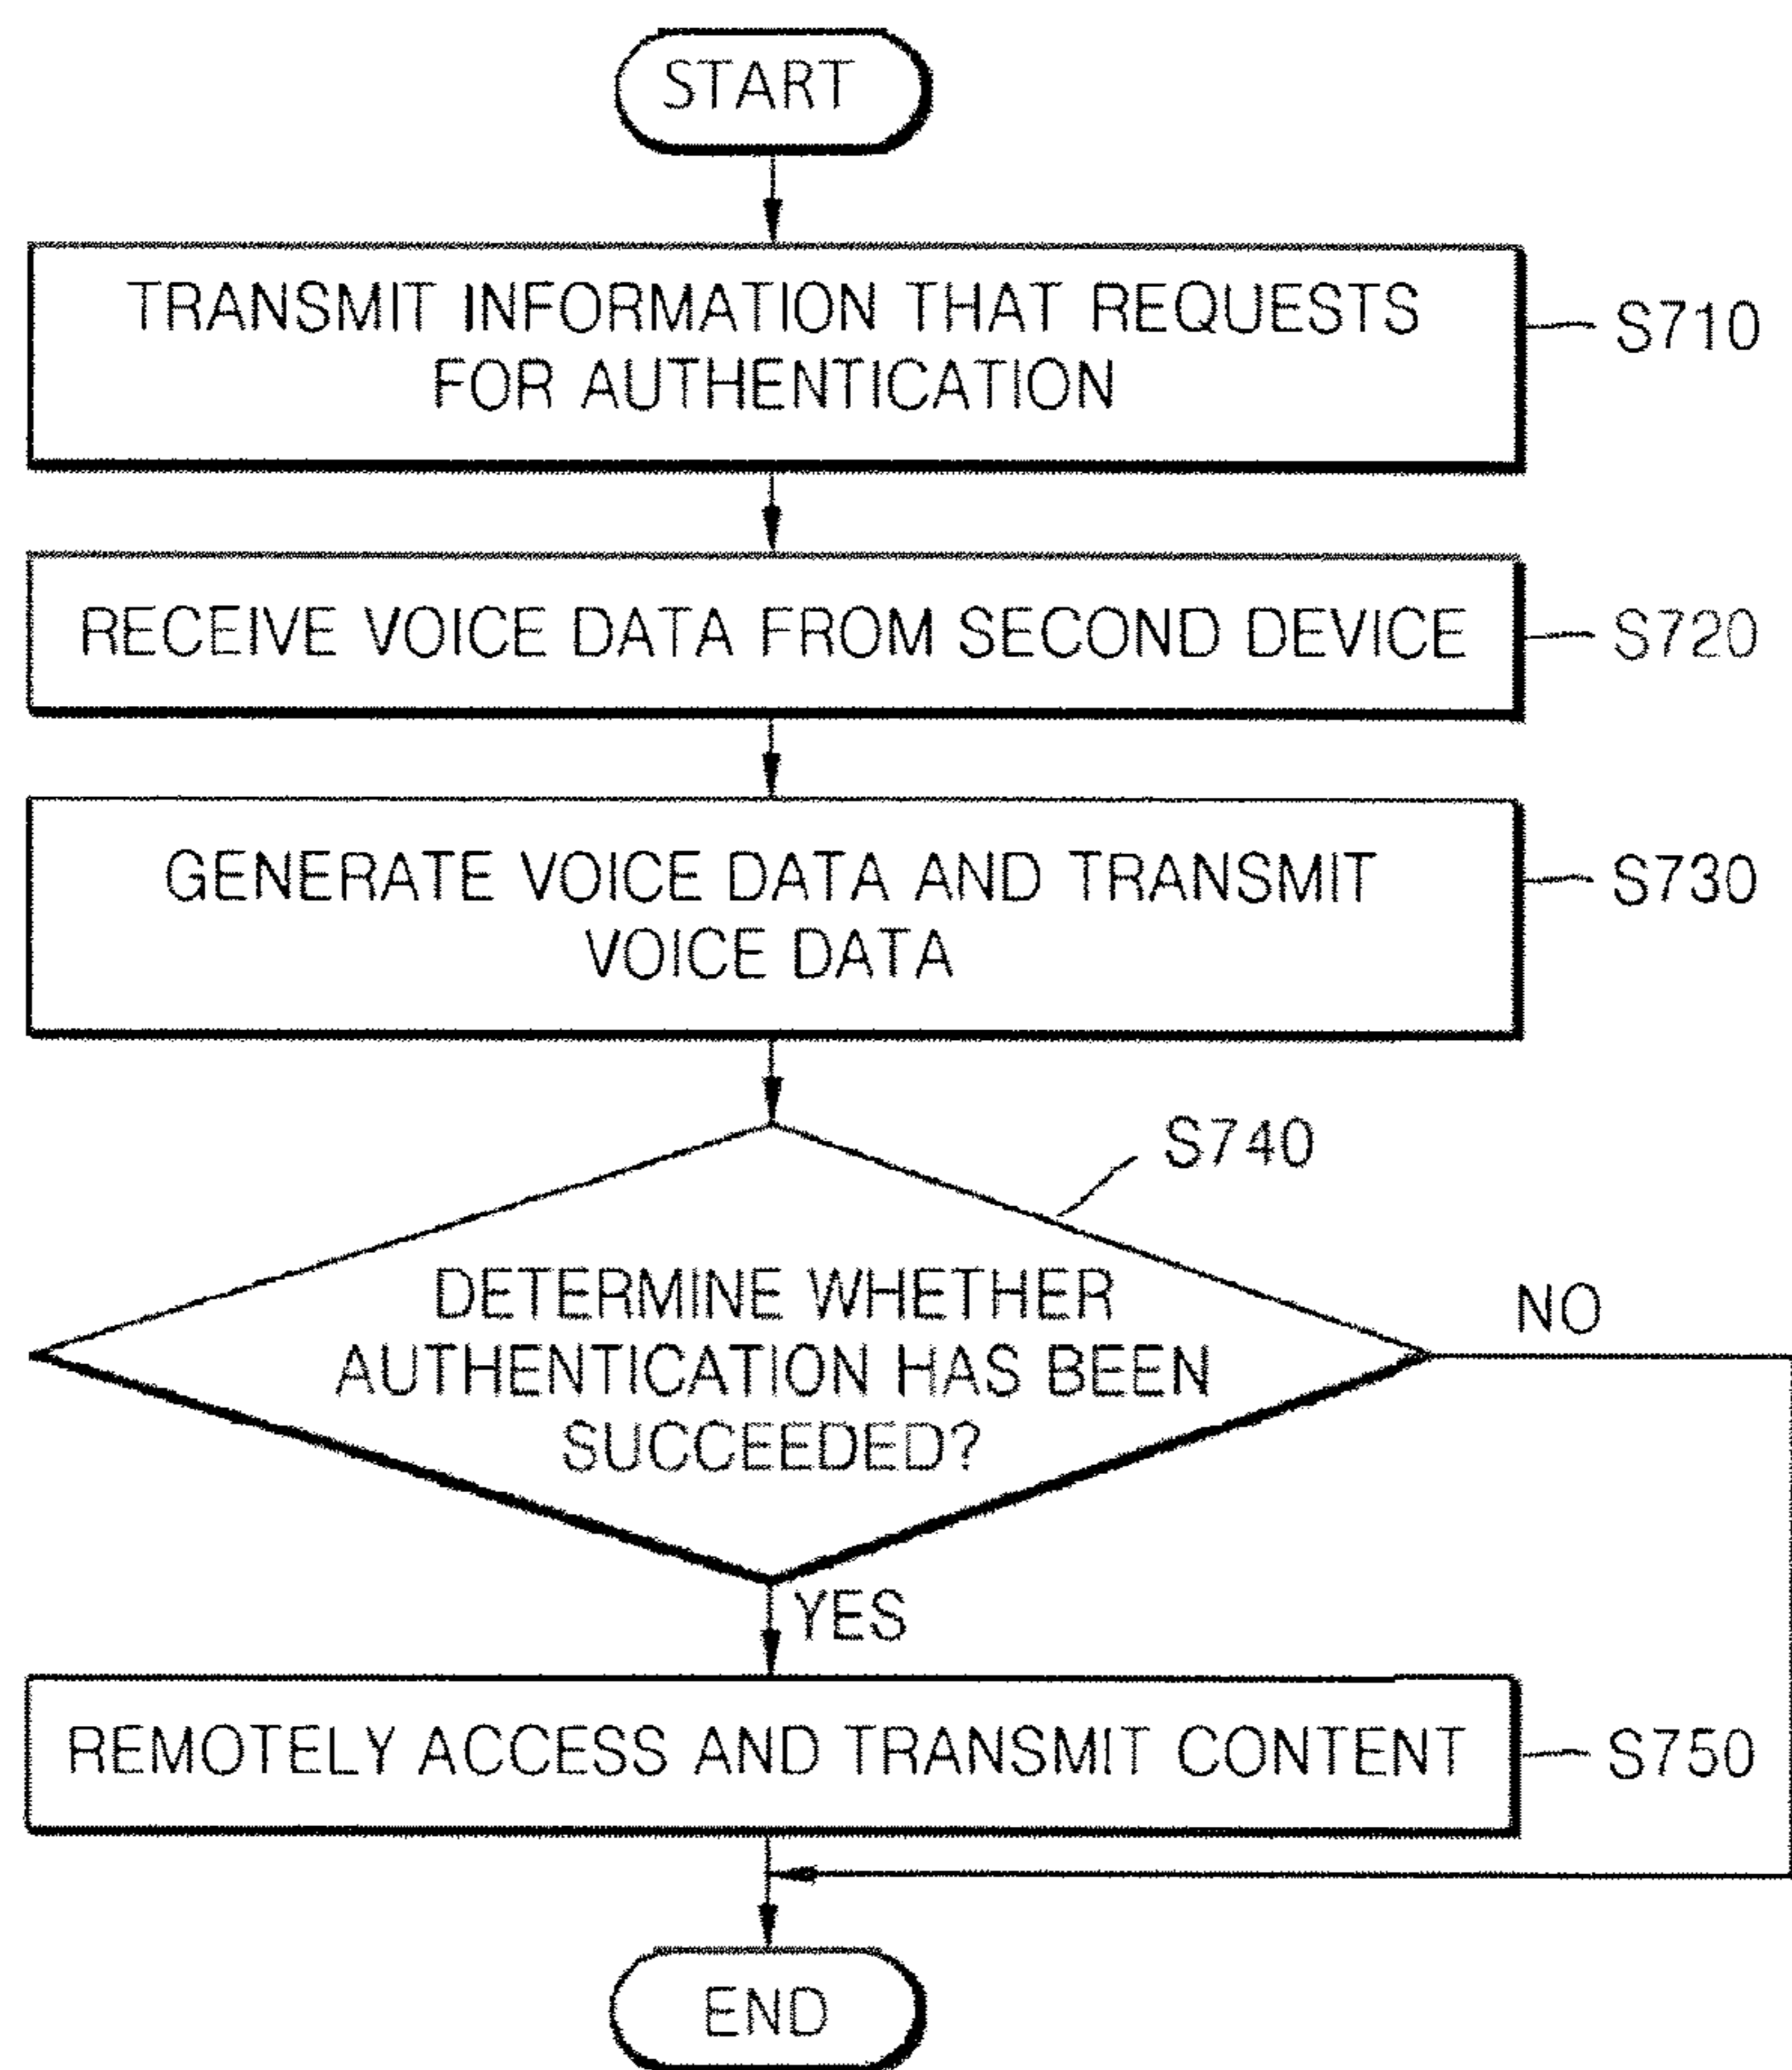 START
TRANSMIT INFORMATION THAT REQUESTS
FOR AUTHENTICATION
S710
RECEIVE VOICE DATA FROM SECOND DEVICE
S720
GENERATE VOICE DATA AND TRANSMIT
VOICE DATA
S730
S740
DETERMINE WHETHER
AUTHENTICATION HAS BEEN
SUCCEEDED?
NO
YES
REMOTELY ACCESS AND TRANSMIT CONTENT
S750
END